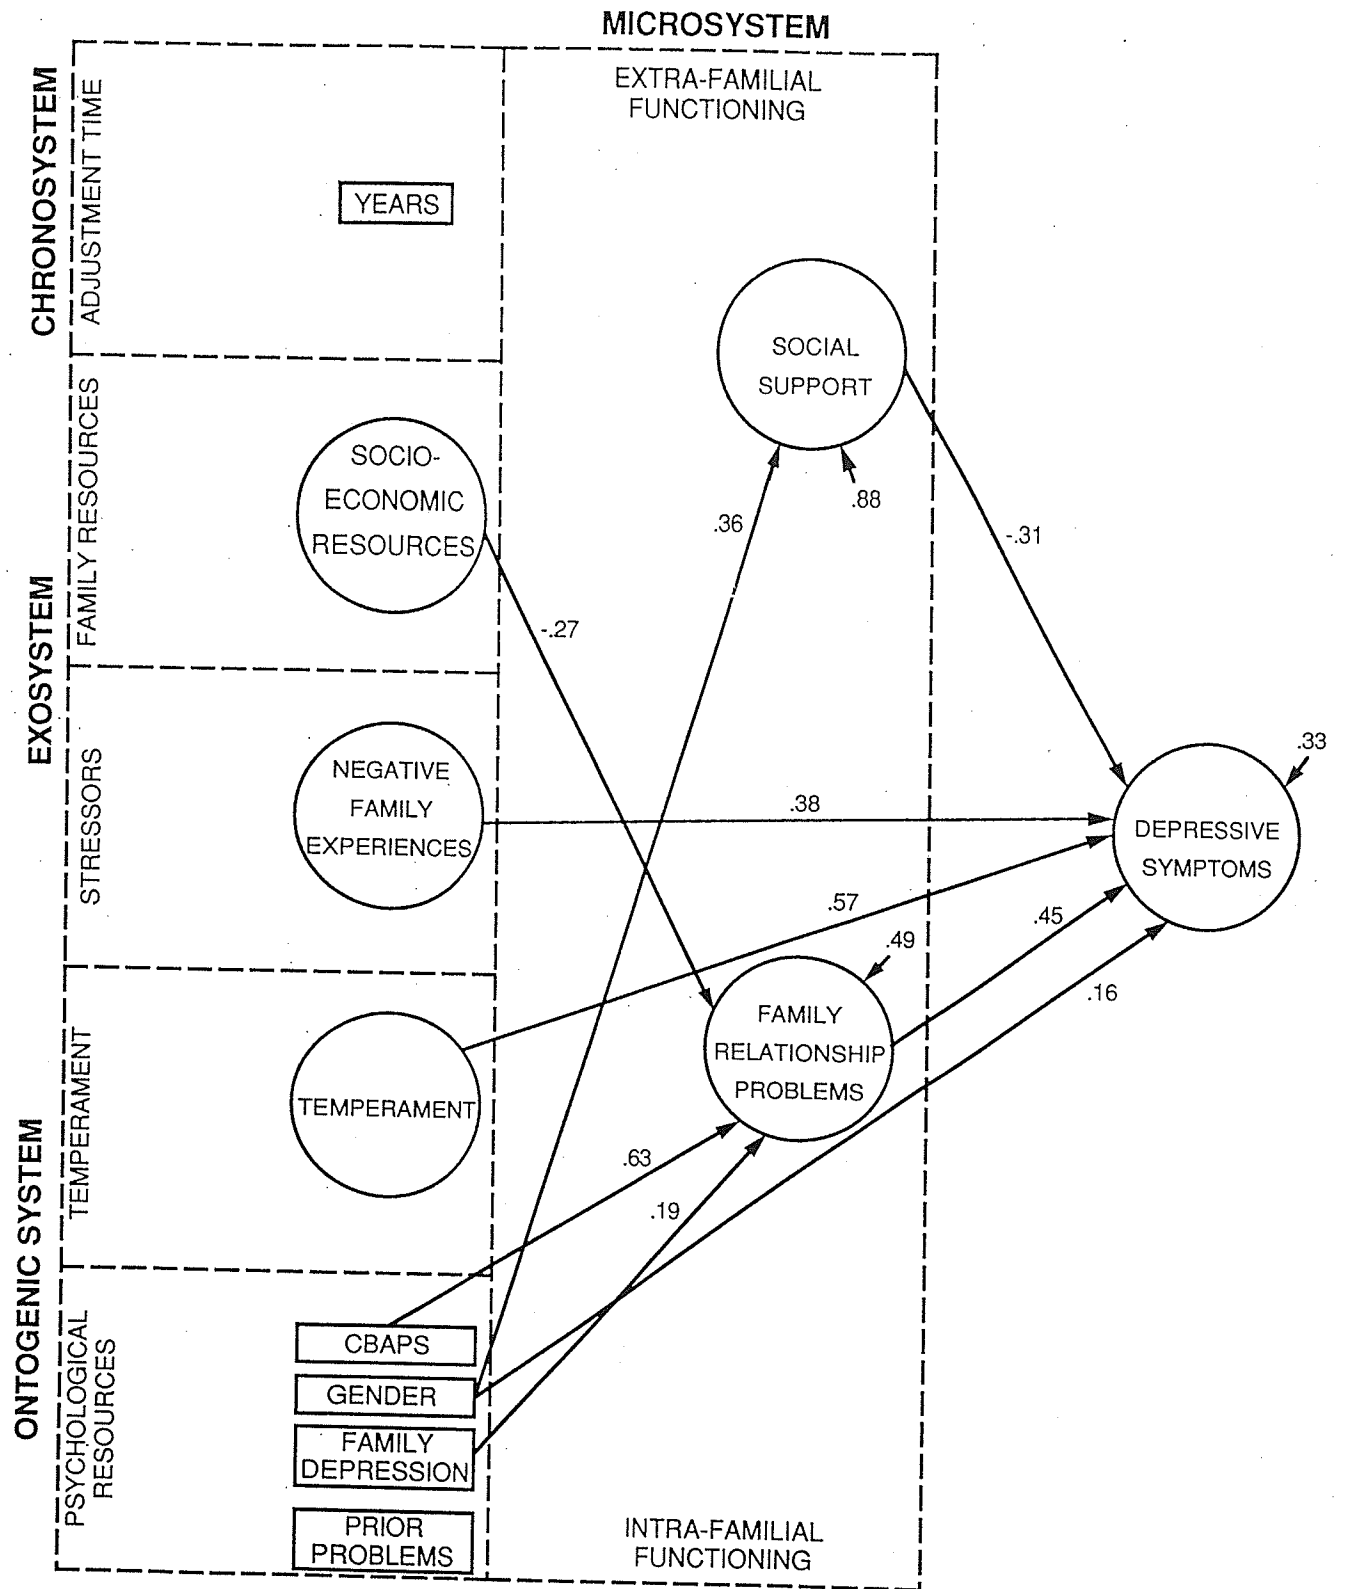 MICROSYSTEM
EXTRA-FAMILIAL
FUNCTIONING
CHRONOSYSTEM
ADJUSTMENT TIME
YEARS
SOCIAL
SUPPORT
.36
.88
-.31
EXOSYSTEM
FAMILY RESOURCES
SOCIO-
ECONOMIC
RESOURCES
-.27
STRESSORS
NEGATIVE
FAMILY
EXPERIENCES
.38
.33
DEPRESSIVE
SYMPTOMS
.57
.45
.49
.16
ONTOGENIC SYSTEM
TEMPERAMENT
TEMPERAMENT
FAMILY
RELATIONSHIP
PROBLEMS
.63
.19
PSYCHOLOGICAL
RESOURCES
CBAPS
GENDER
FAMILY
DEPRESSION
PRIOR
PROBLEMS
INTRA-FAMILIAL
FUNCTIONING